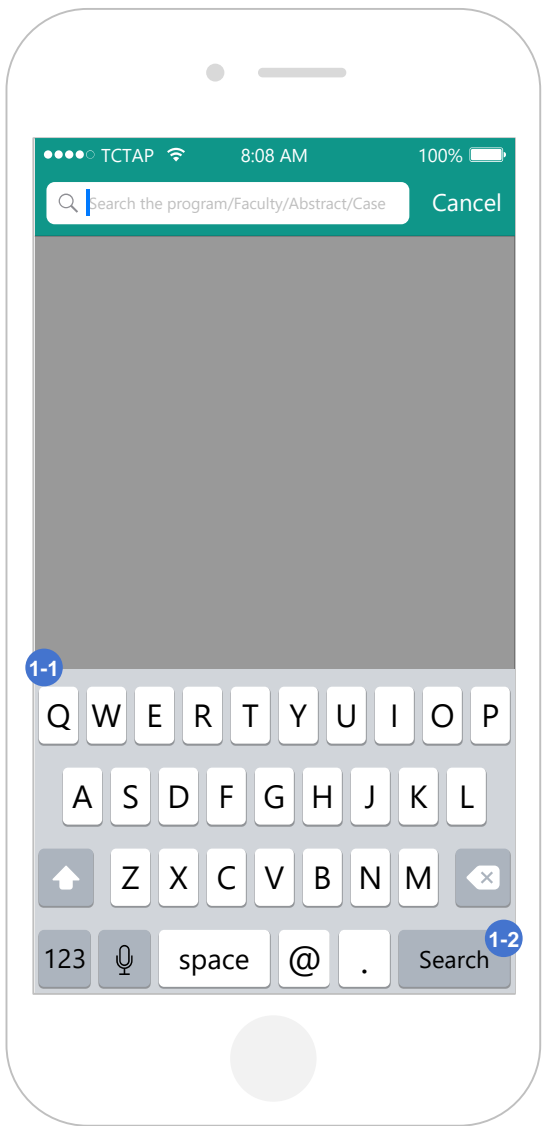 TCTAP 8:08 AM 100%
Search the program/Faculty/Abstract/Case Cancel
1-1
Q W E R T Y U I O P
A S D F G H J K L
Z X C V B N M
1-2
123 space @ . Search